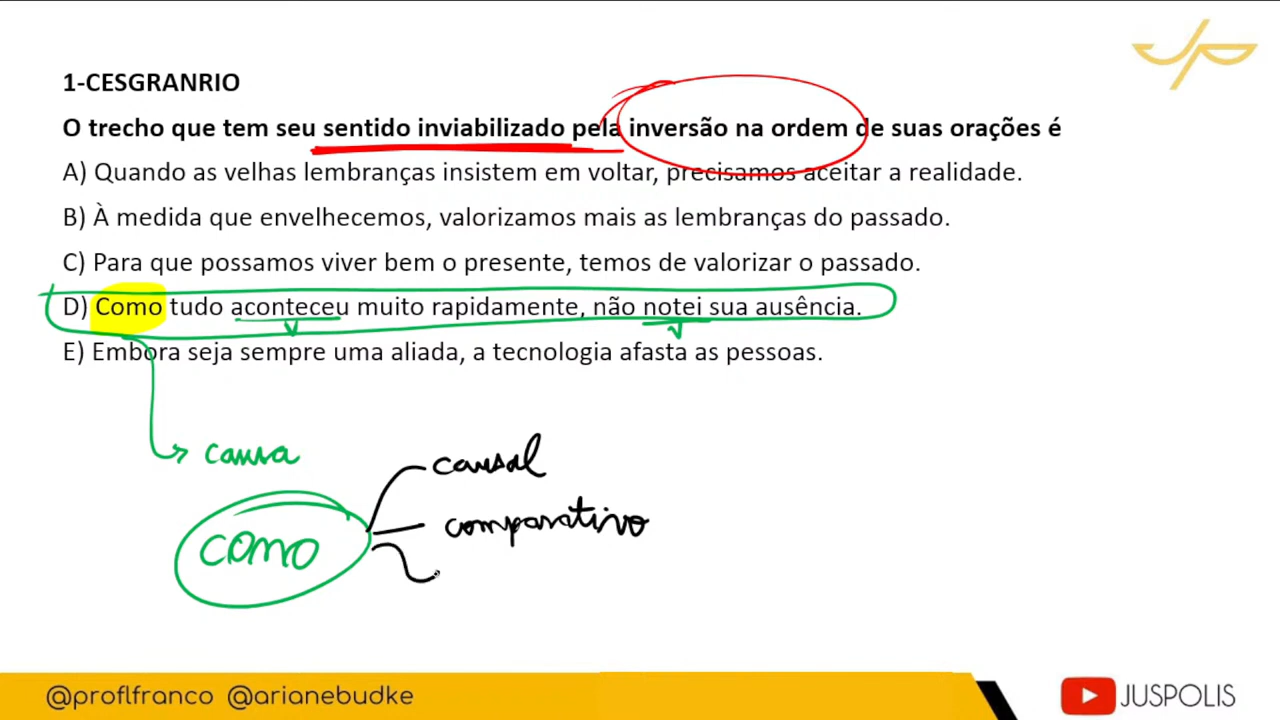 JP
1-CESGRANRIO
O trecho que tem seu sentido inviabilizado pela inversão na ordem de suas orações é
A) Quando as velhas lembranças insistem em voltar, precisamos aceitar a realidade.
B) À medida que envelhecemos, valorizamos mais as lembranças do passado.
C) Para que possamos viver bem o presente, temos de valorizar o passado.
D) Como tudo aconteceu muito rapidamente, não notei sua ausência.
V V
E) Embora seja sempre uma aliada, a tecnologia afasta as pessoas.
causa
causal
comparativo
como
@proflfranco @arianebudke
JUSPOLIS